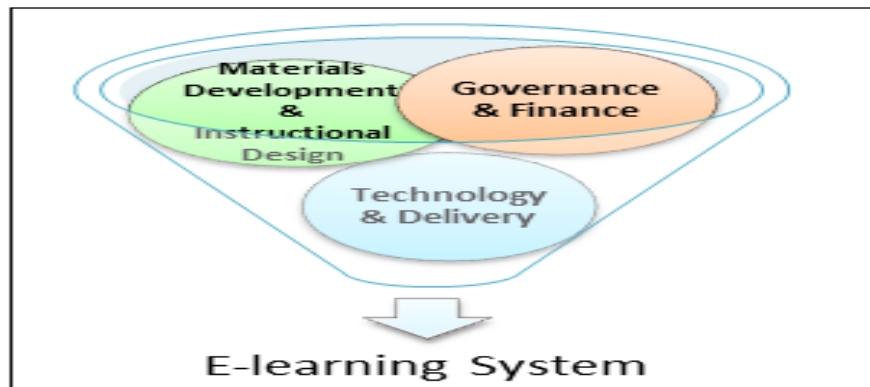 Materials
Development
&
Instructional
Design
Governance
& Finance
Technology
& Delivery
E-learning System